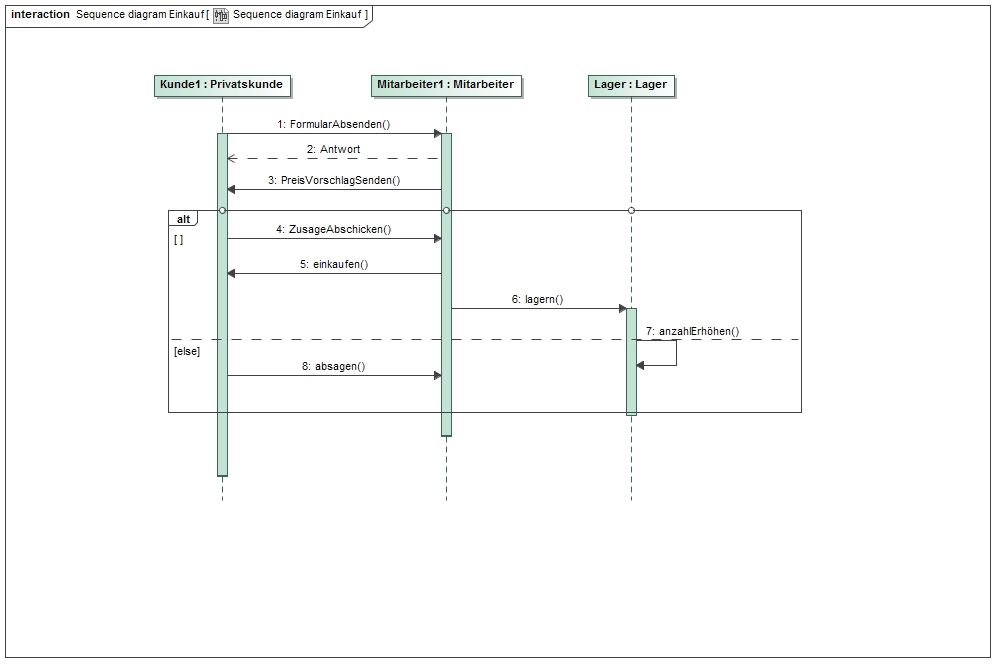 interaction Sequence diagram Einkauf [ Sequence diagram Einkauf ]
Kunde1 : Privatskunde
Mitarbeiter1 : Mitarbeiter
Lager : Lager
1: FormularAbsenden()
2: Antwort
3: PreisVorschlagSenden()
alt
4: ZusageAbschicken()
[ ]
5: einkaufen()
6: lagern()
7: anzahlErhöhen()
[else]
8: absagen()